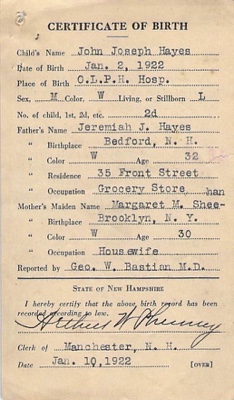 CERTIFICATE OF BIRTH
Child's Name John Joseph Hayes
Date of Birth Jan. 2, 1922
Place of Birth O.L.P.H. Hosp.
Sex, M Color, W Living, or Stillborn L
No. of child, 1st, 2d, etc. 2d
Father's Name Jeremiah J. Hayes
" Birthplace Bedford, N. H.
" Color W Age 32
" Residence 35 Front Street
" Occupation Grocery Store
Mother's Maiden Name Margaret M. Shee-han
" Birthplace Brooklyn, N. Y.
" Color W Age 30
" Occupation Housewife
Reported by Geo. W. Bastian M.D.
STATE OF NEW HAMPSHIRE
I hereby certify that the above birth record has been
recorded according to law.
Arthur W
Clerk of Manchester, N. H.
Date Jan. 10, 1922 [OVER]